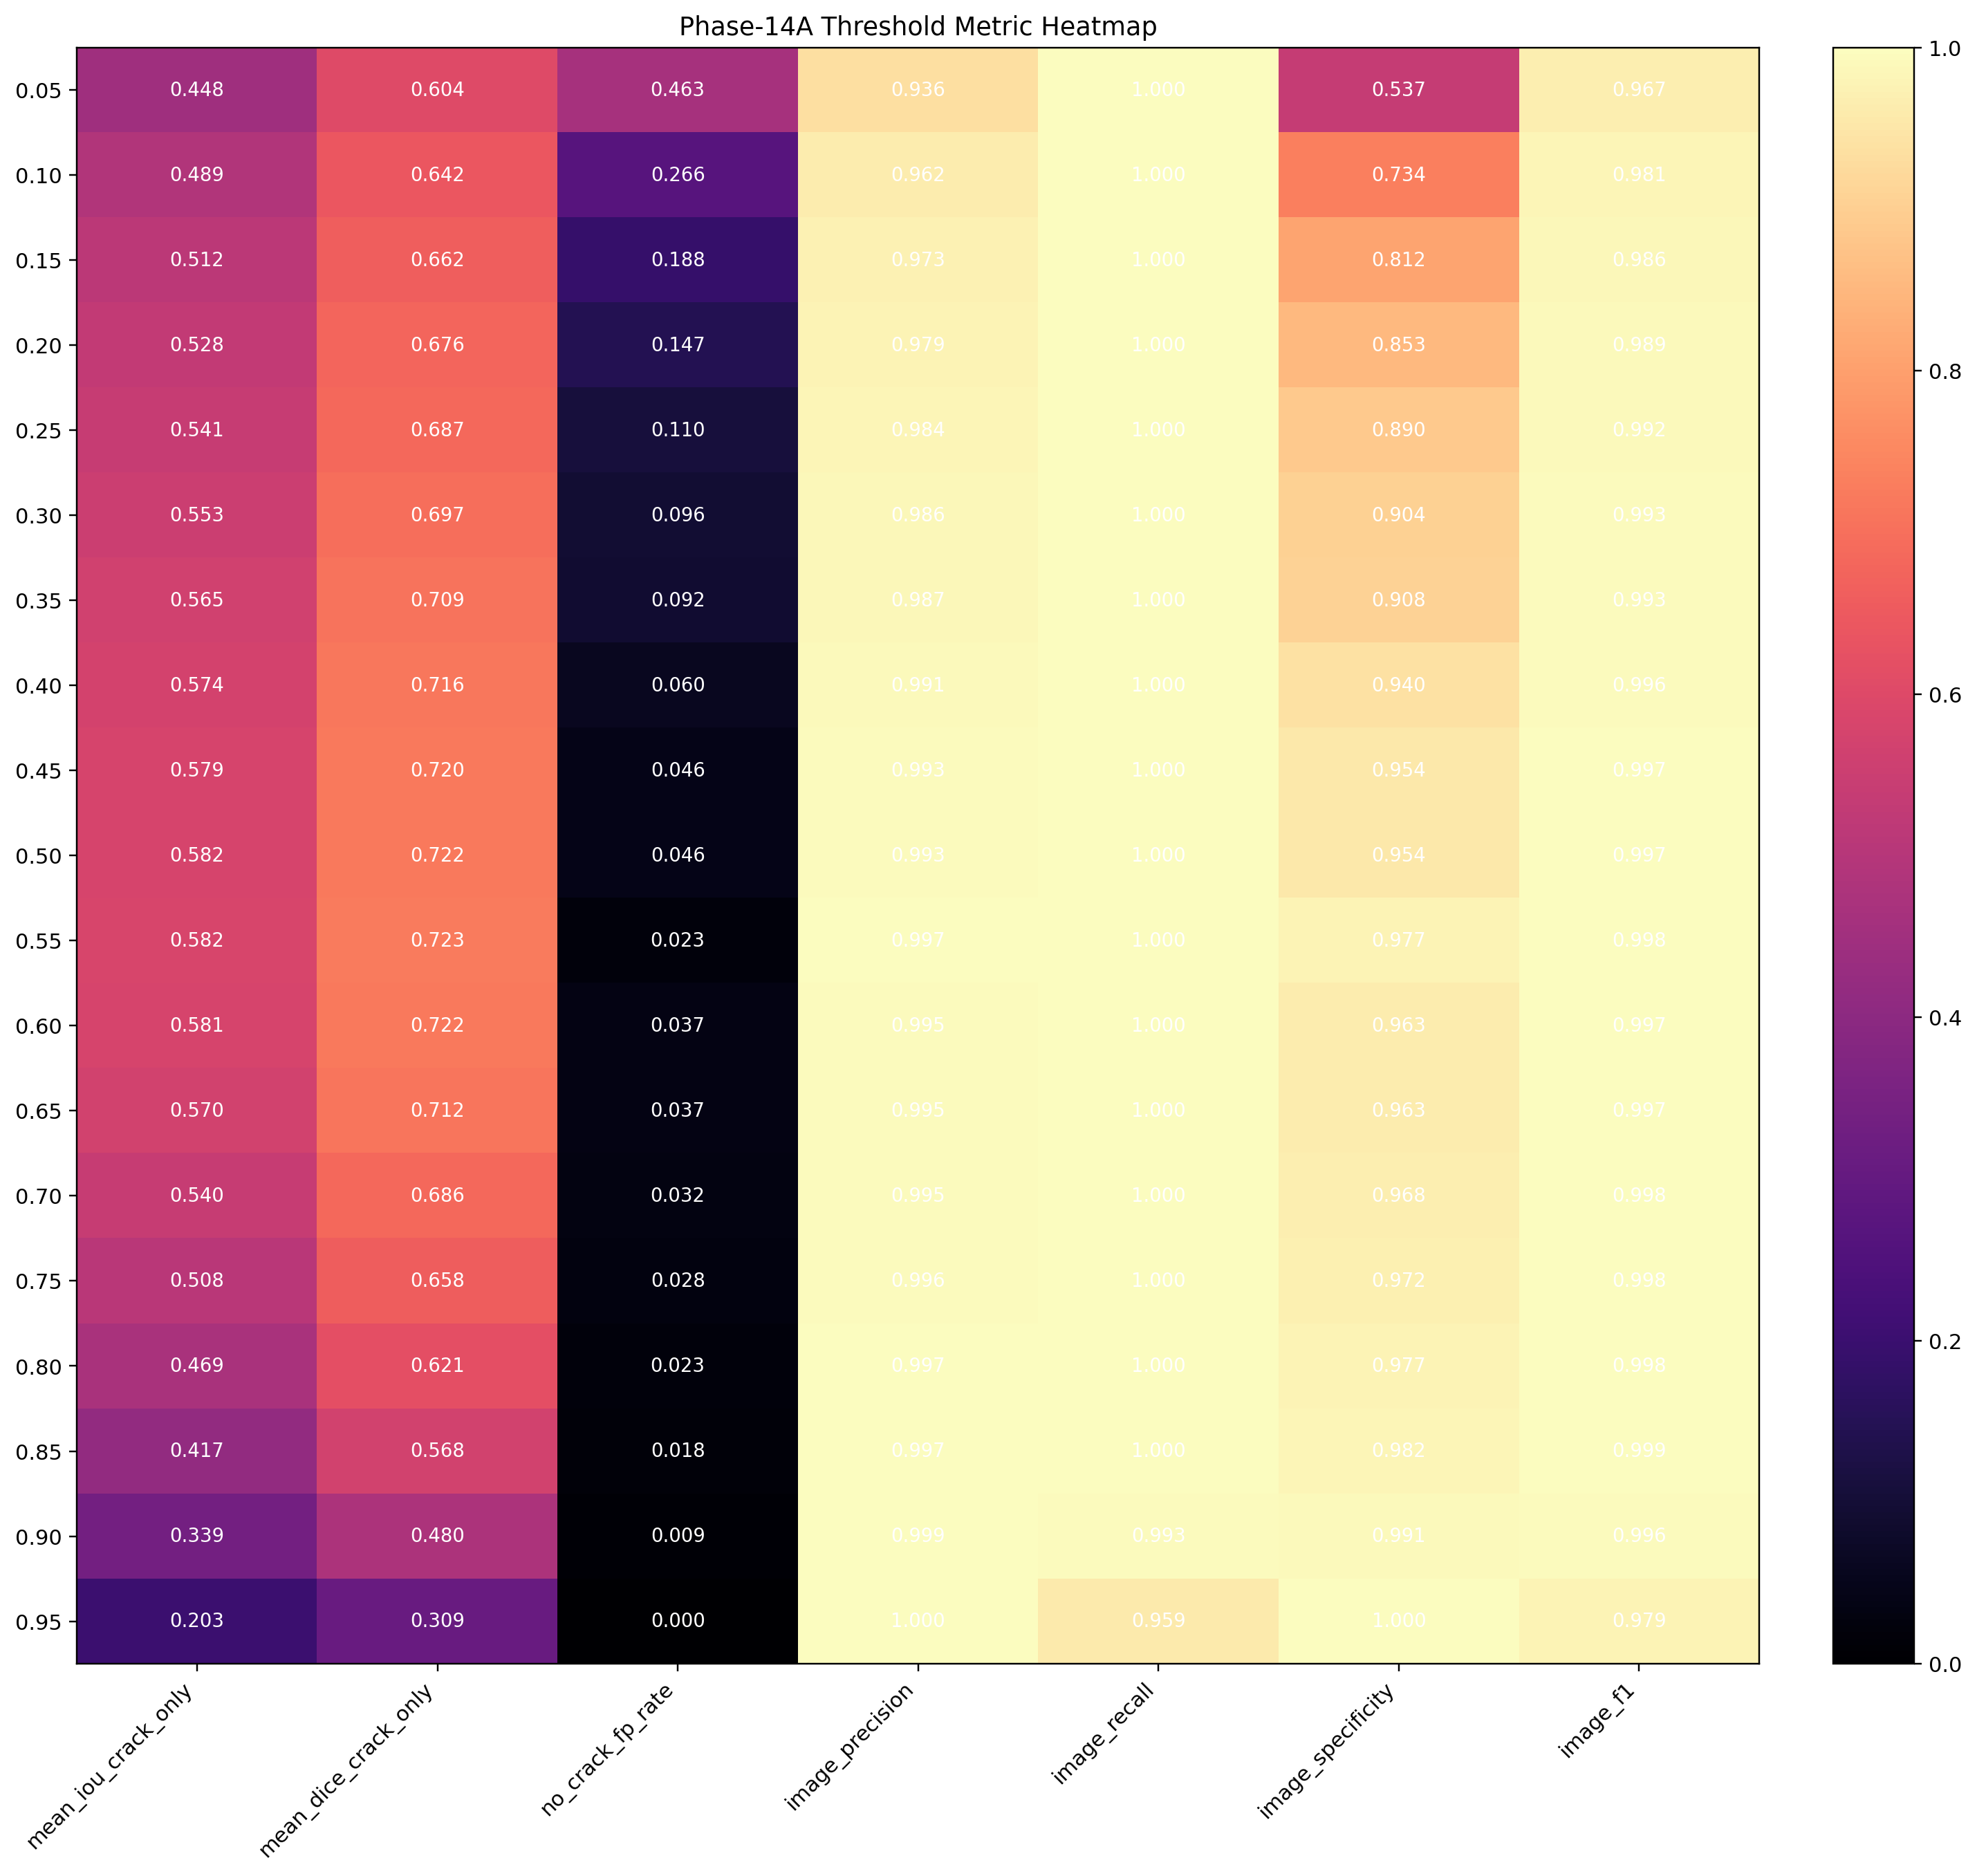 Phase-14A Threshold Metric Heatmap
0.05 0.448 0.604 0.463 0.936 1.000 0.537 0.967
0.10 0.489 0.642 0.266 0.962 1.000 0.734 0.981
0.15 0.512 0.662 0.188 0.973 1.000 0.812 0.986
0.20 0.528 0.676 0.147 0.979 1.000 0.853 0.989
0.25 0.541 0.687 0.110 0.984 1.000 0.890 0.992
0.30 0.553 0.697 0.096 0.986 1.000 0.904 0.993
0.35 0.565 0.709 0.092 0.987 1.000 0.908 0.993
0.40 0.574 0.716 0.060 0.991 1.000 0.940 0.996
0.45 0.579 0.720 0.046 0.993 1.000 0.954 0.997
0.50 0.582 0.722 0.046 0.993 1.000 0.954 0.997
0.55 0.582 0.723 0.023 0.997 1.000 0.977 0.998
0.60 0.581 0.722 0.037 0.995 1.000 0.963 0.997
0.65 0.570 0.712 0.037 0.995 1.000 0.963 0.997
0.70 0.540 0.686 0.032 0.995 1.000 0.968 0.998
0.75 0.508 0.658 0.028 0.996 1.000 0.972 0.998
0.80 0.469 0.621 0.023 0.997 1.000 0.977 0.998
0.85 0.417 0.568 0.018 0.997 1.000 0.982 0.999
0.90 0.339 0.480 0.009 0.999 0.993 0.991 0.996
0.95 0.203 0.309 0.000 1.000 0.959 1.000 0.979
mean_iou_crack_only
mean_dice_crack_only
no_crack_fp_rate
image_precision
image_recall
image_specificity
image_f1
1.0
0.8
0.6
0.4
0.2
0.0